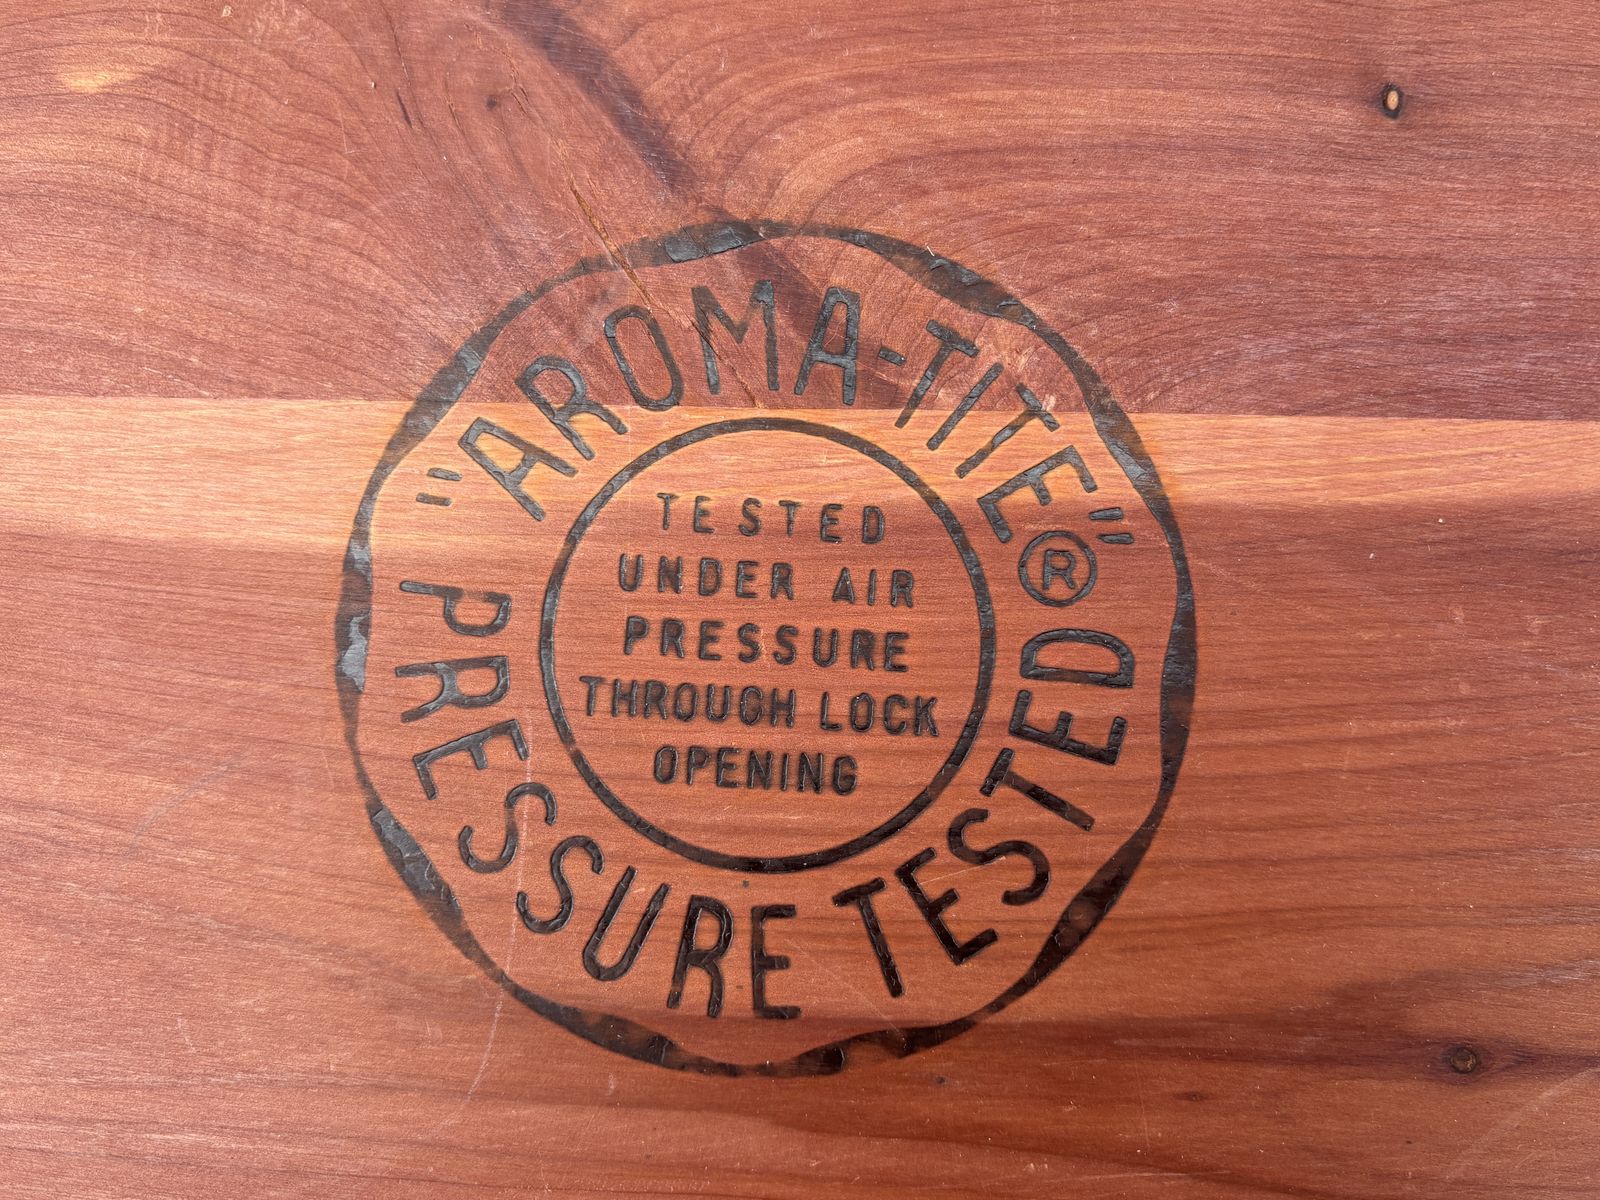 "AROMA-TITE"®
PRESSURE TESTED
TESTED
UNDER AIR
PRESSURE
THROUGH LOCK
OPENING